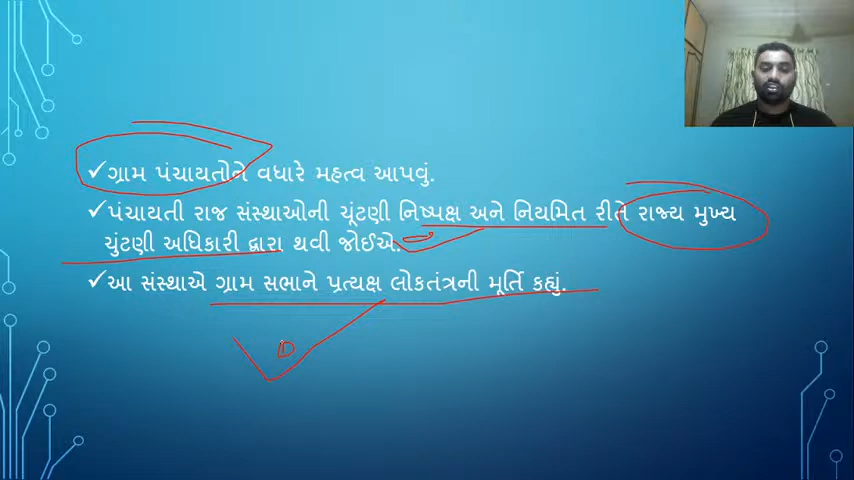 ✓ગ્રામ પંચાયતોને વધારે મહત્વ આપવું.
✓પંચાયતી રાજ સંસ્થાઓની ચૂંટણી નિષ્પક્ષ અને નિયમિત રીતે રાજ્ય મુખ્ય
ચુંટણી અધિકારી દ્વારા થવી જોઈએ.
✓આ સંસ્થાએ ગ્રામ સભાને પ્રત્યક્ષ લોકતંત્રની મૂર્તિ કહ્યું.
D